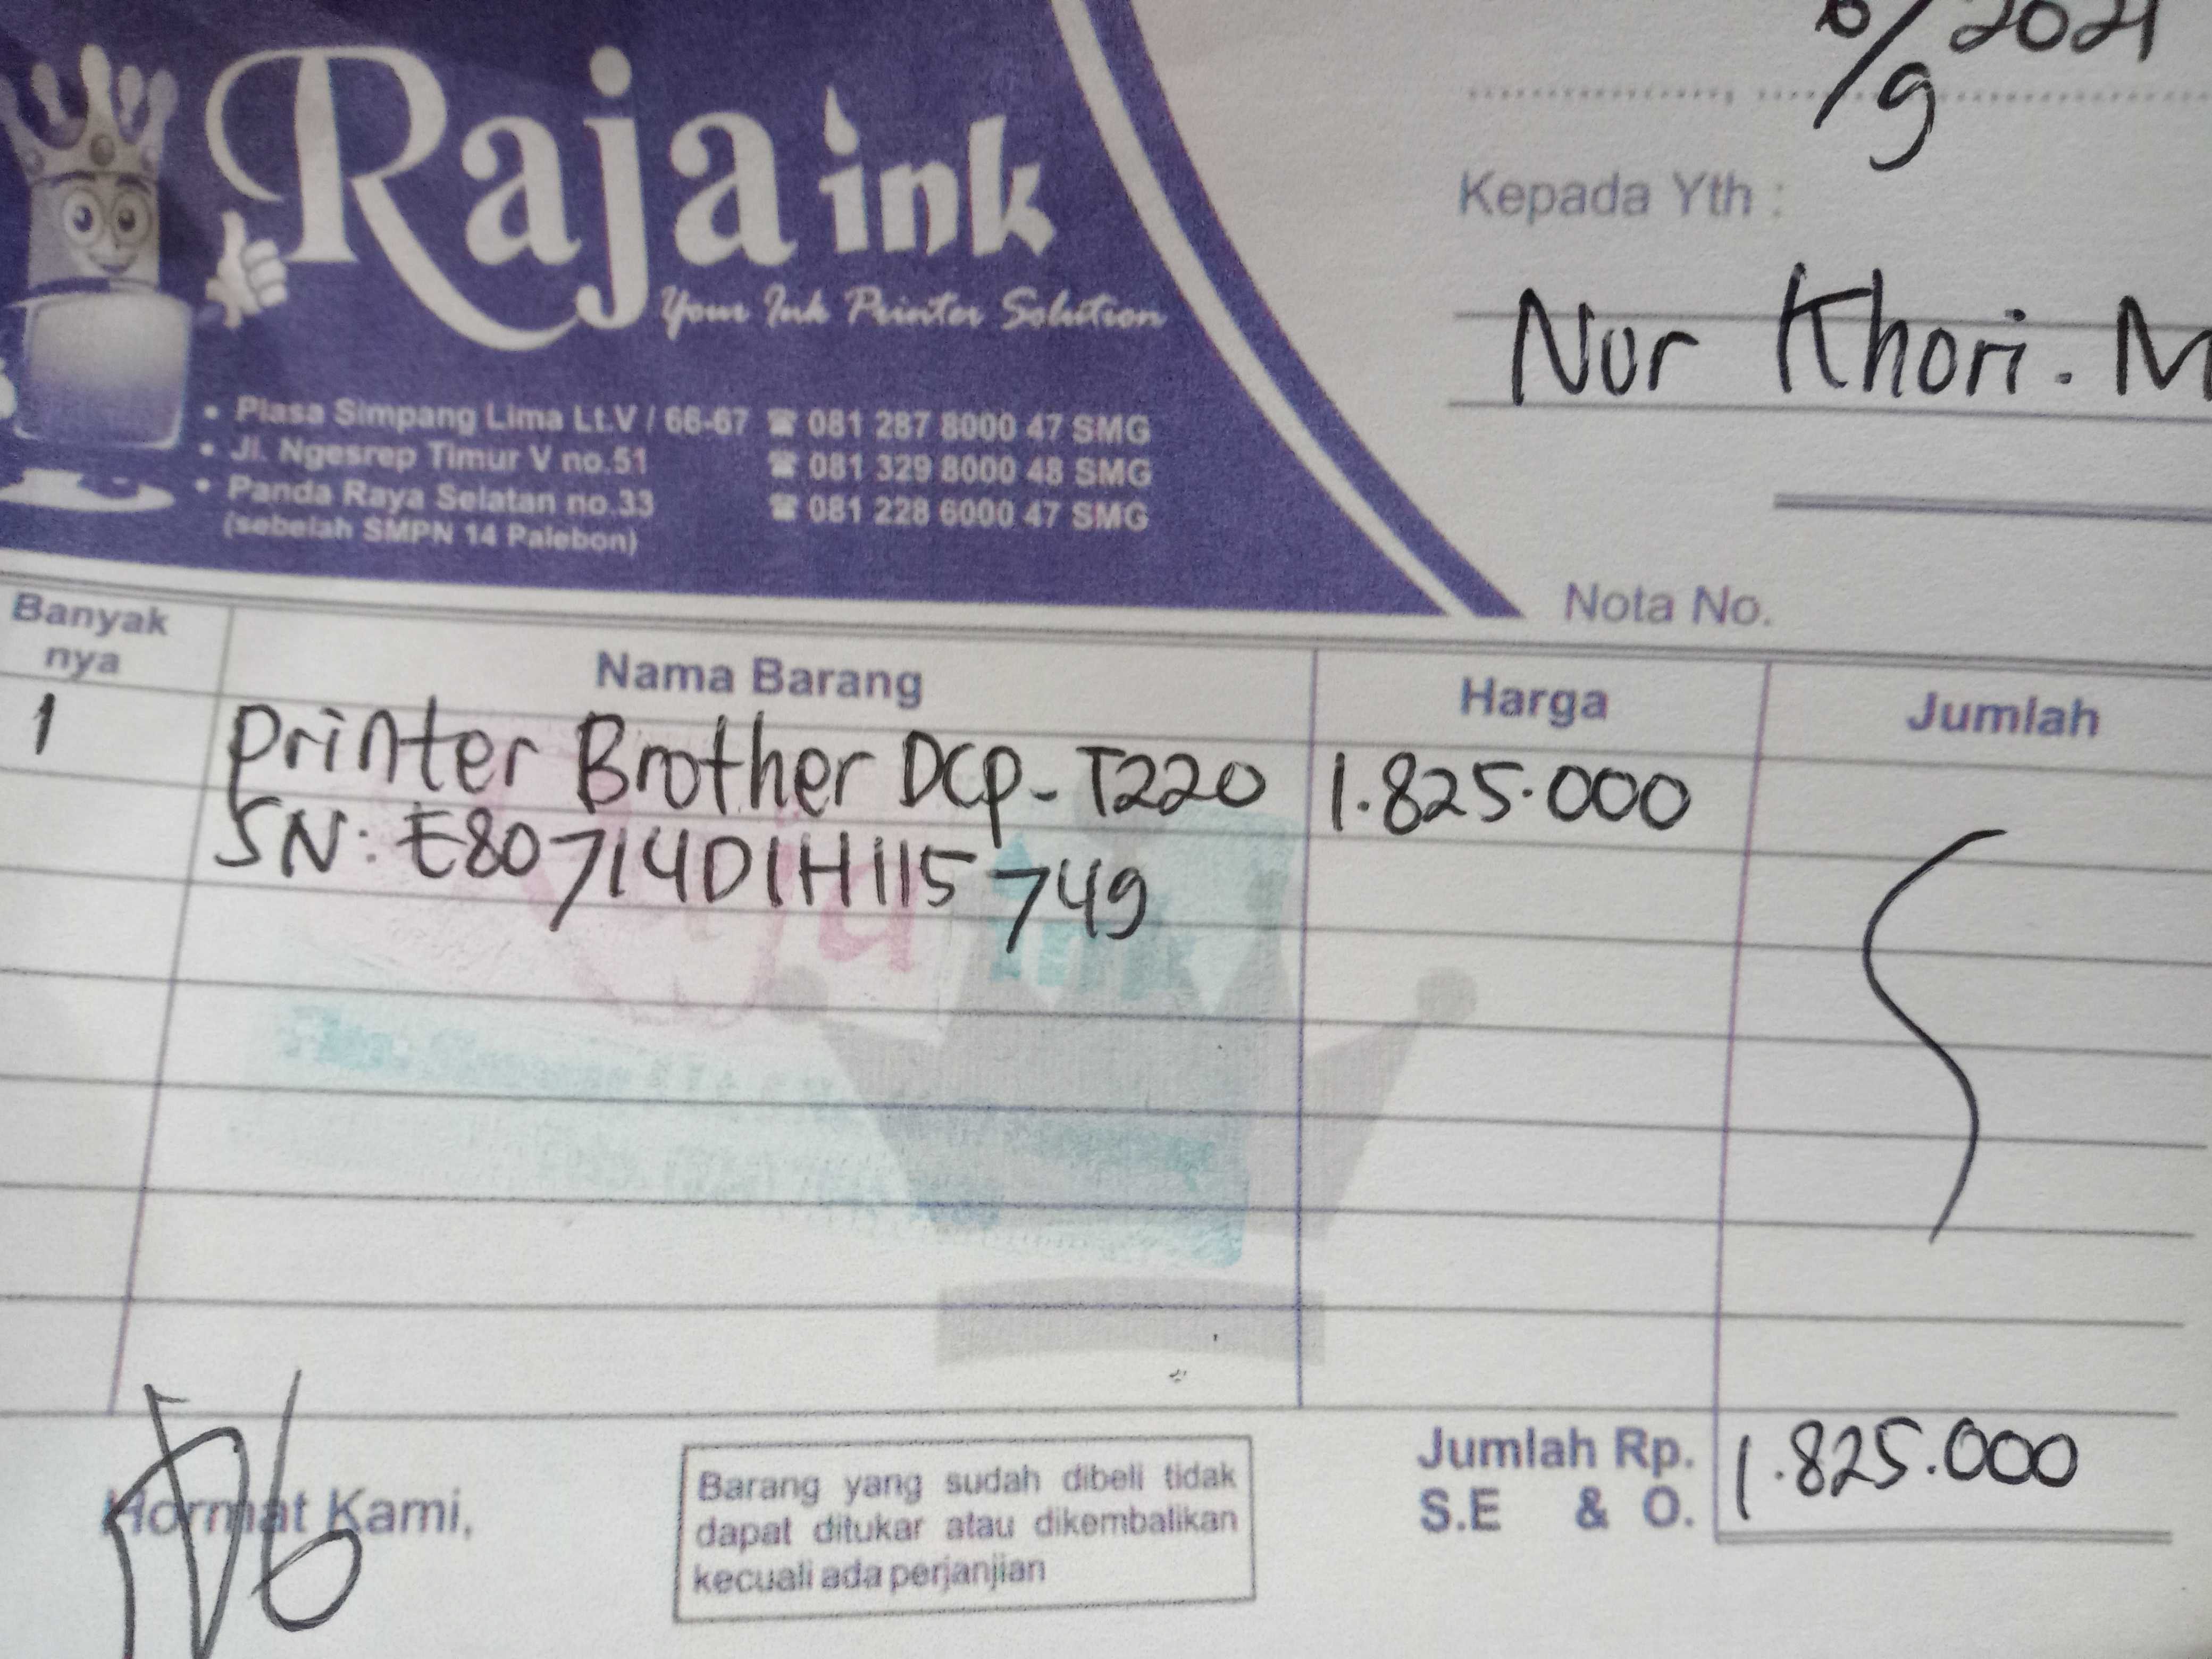 /9 2021
Raja ink
Your Ink Printer Solution
Kepada Yth :
Nur Khori. M
• Plasa Simpang Lima Lt.V / 66-67 ☎ 081 287 8000 47 SMG
• Jl. Ngesrep Timur V no.51 ☎ 081 329 8000 48 SMG
• Panda Raya Selatan no.33 ☎ 081 228 6000 47 SMG
(sebelah SMPN 14 Palebon)
Nota No.
Banyak
nya
Nama Barang Harga Jumlah
1 Printer Brother DCP-T220 1.825.000
SN: E80714D1H115749
Jumlah Rp. 1.825.000
S.E & O.
Hormat Kami,
Barang yang sudah dibeli tidak
dapat ditukar atau dikembalikan
kecuali ada perjanjian